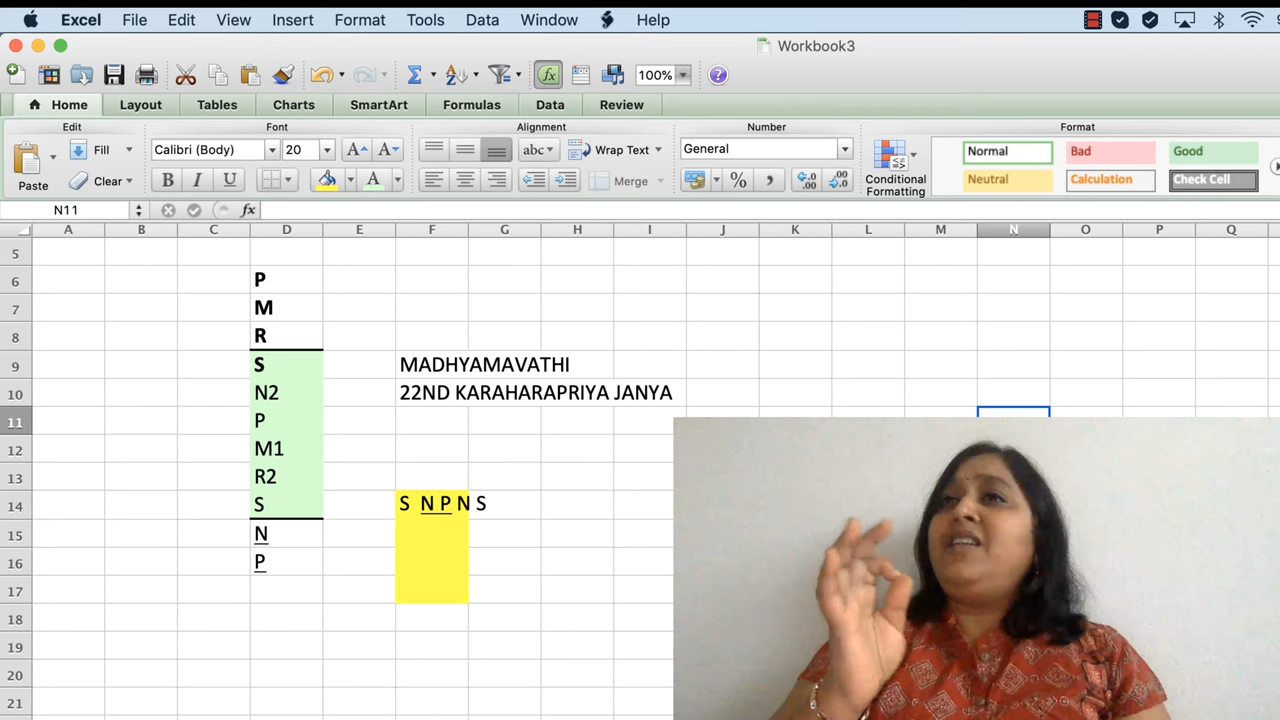 Excel File Edit View Insert Format Tools Data Window Help
Workbook3
100%
Home Layout Tables Charts SmartArt Formulas Data Review
Edit Font Alignment Number Format
Fill Calibri (Body) 20 abc Wrap Text General Normal Bad Good
Paste Clear B I U Merge % Conditional Formatting Neutral Calculation Check Cell
N11 fx
A B C D E F G H I J K L M N O P Q
5
6 P
7 M
8 R
9 S MADHYAMAVATHI
10 N2 22ND KARAHARAPRIYA JANYA
11 P
12 M1
13 R2
14 S S N P N S
15 N
16 P
17
18
19
20
21